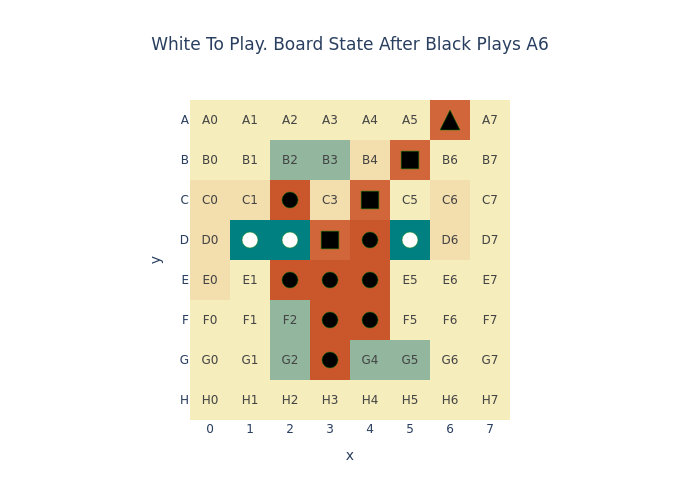 White To Play. Board State After Black Plays A6
A A0 A1 A2 A3 A4 A5 A7
B B0 B1 B2 B3 B4 B6 B7
C C0 C1 C3 C5 C6 C7
y
D D0 D6 D7
E E0 E1 E5 E6 E7
F F0 F1 F2 F5 F6 F7
G G0 G1 G2 G4 G5 G6 G7
H H0 H1 H2 H3 H4 H5 H6 H7
0 1 2 3 4 5 6 7
x